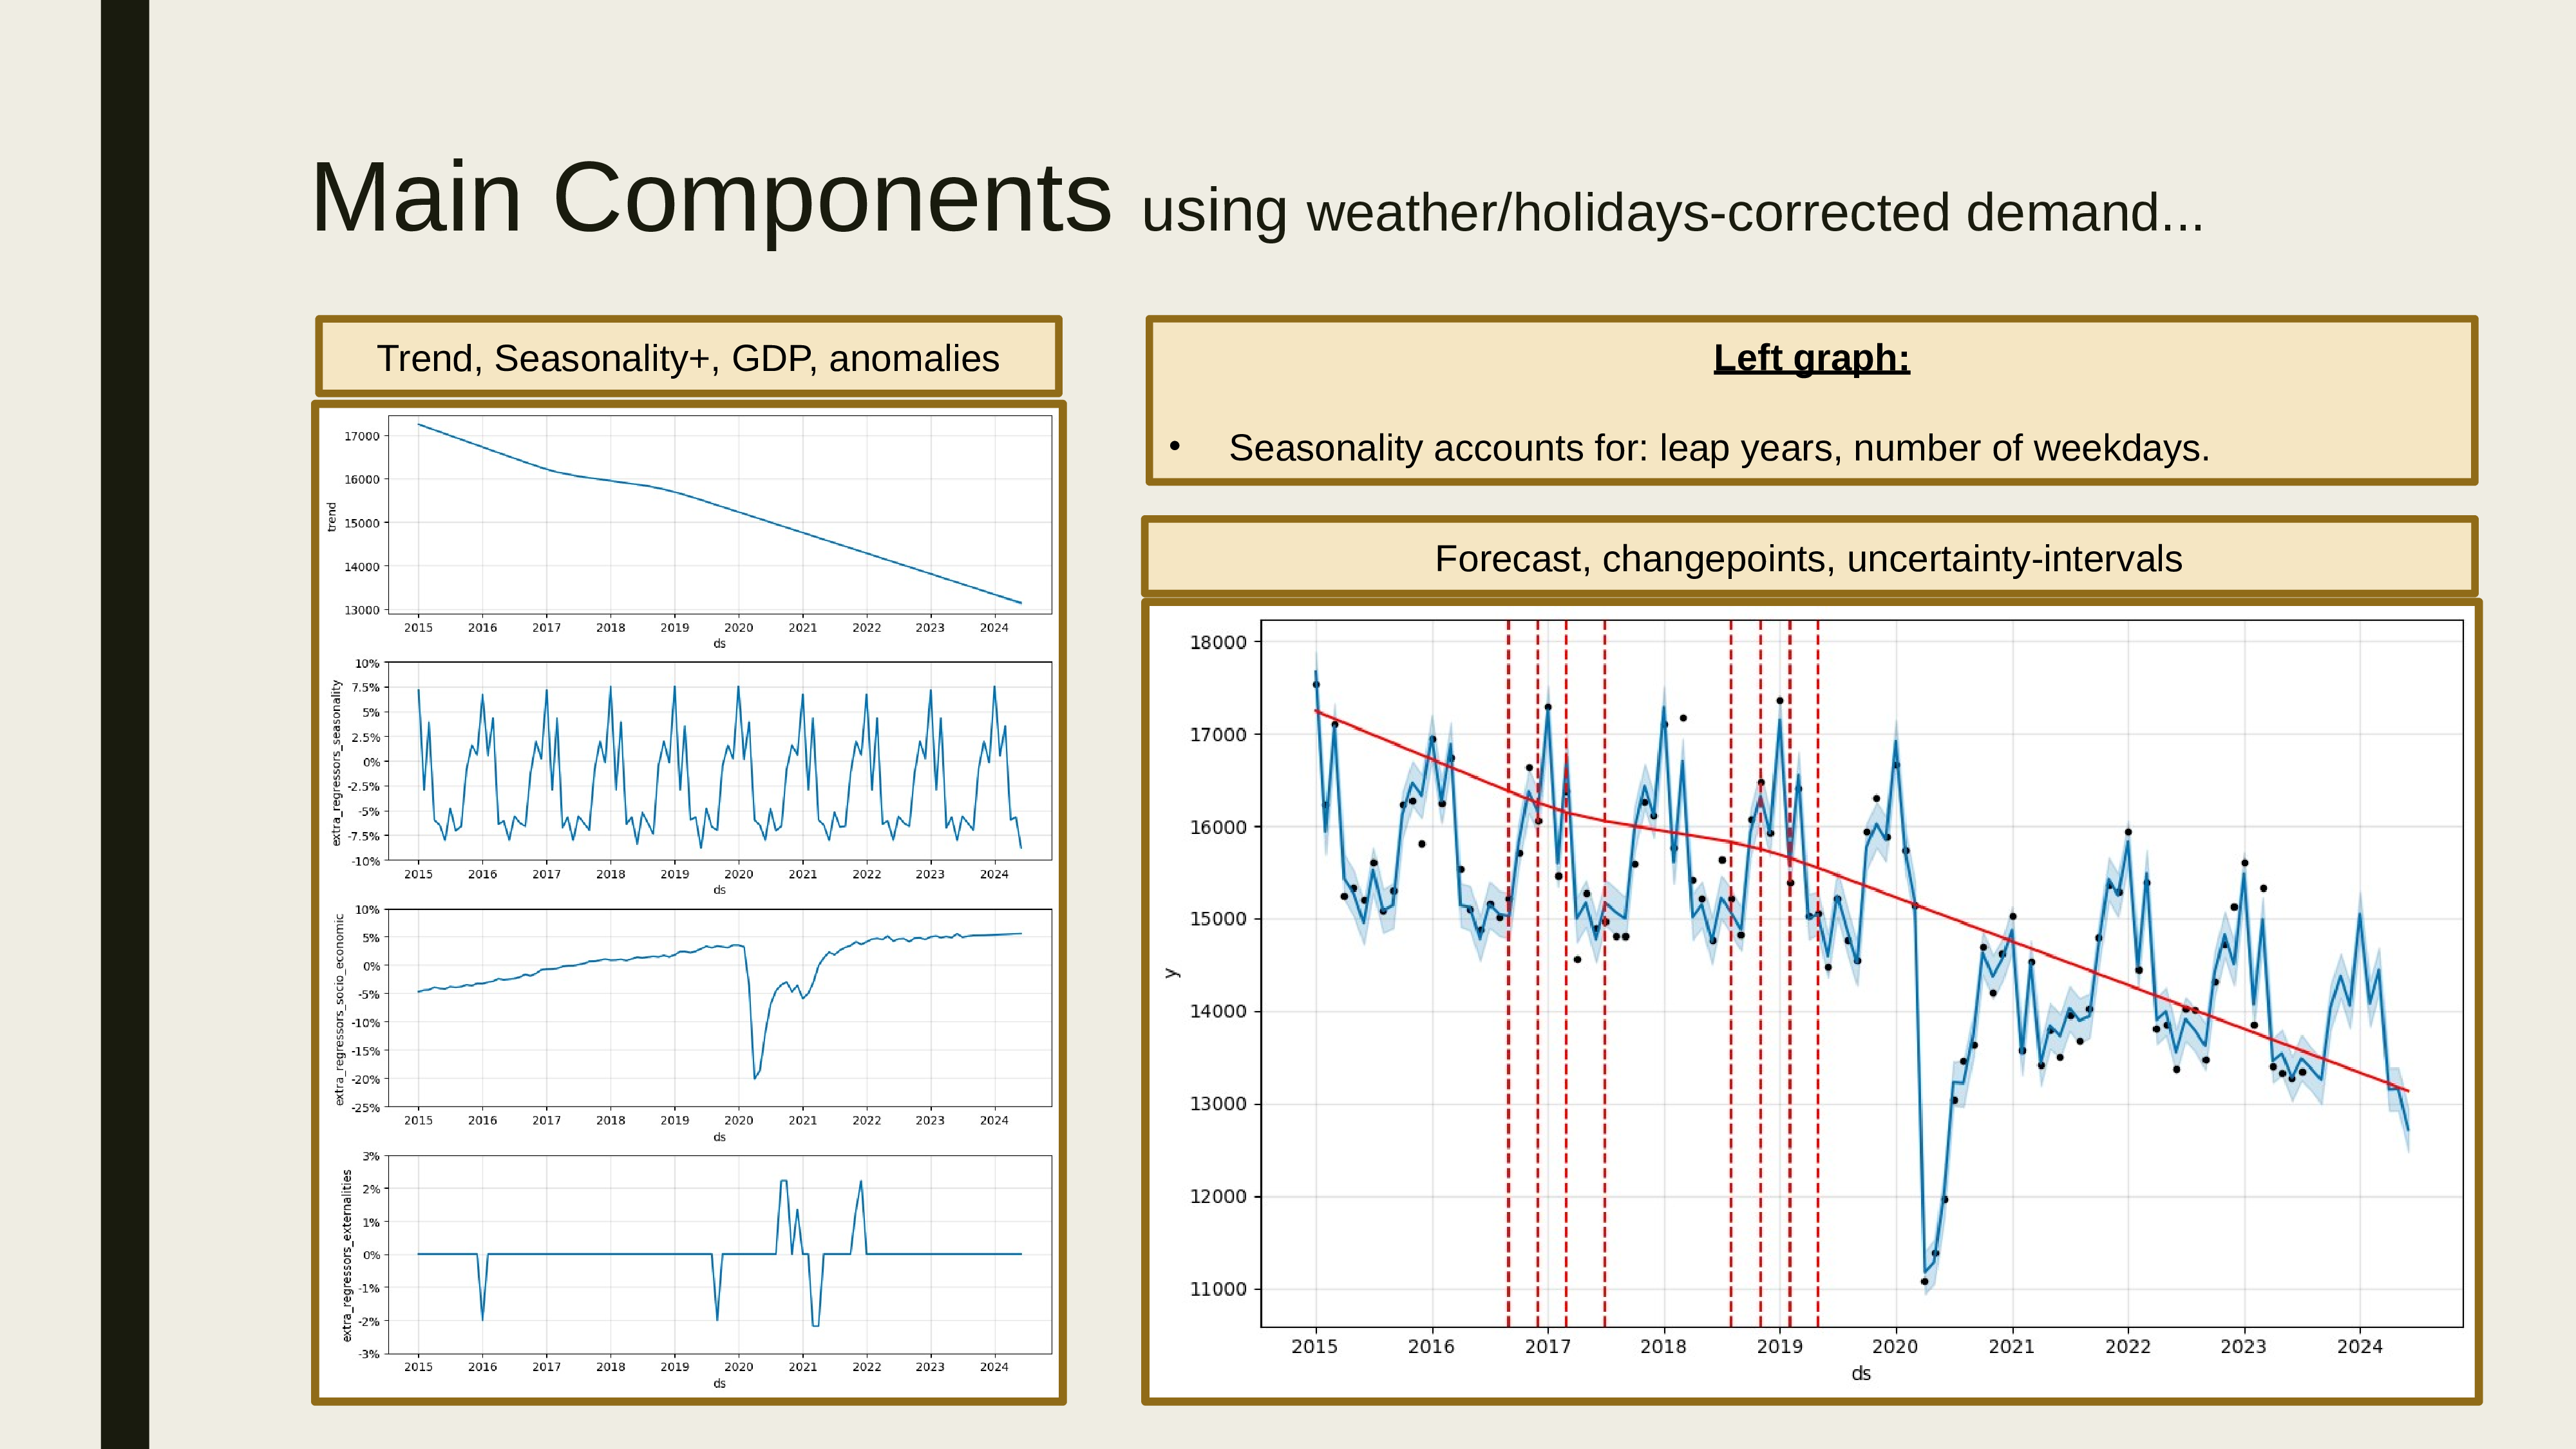 Main Components using weather/holidays-corrected demand...
Trend, Seasonality+, GDP, anomalies
17000
16000
15000
14000
13000
trend
2015 2016 2017 2018 2019 2020 2021 2022 2023 2024
ds
10%
7.5%
5%
2.5%
0%
-2.5%
-5%
-7.5%
-10%
extra_regressors_seasonality
2015 2016 2017 2018 2019 2020 2021 2022 2023 2024
ds
10%
5%
0%
-5%
-10%
-15%
-20%
-25%
extra_regressors_socio_economic
2015 2016 2017 2018 2019 2020 2021 2022 2023 2024
ds
3%
2%
1%
0%
-1%
-2%
-3%
extra_regressors_externalities
2015 2016 2017 2018 2019 2020 2021 2022 2023 2024
ds
Left graph:
• Seasonality accounts for: leap years, number of weekdays.
Forecast, changepoints, uncertainty-intervals
18000
17000
16000
15000
14000
13000
12000
11000
y
2015 2016 2017 2018 2019 2020 2021 2022 2023 2024
ds